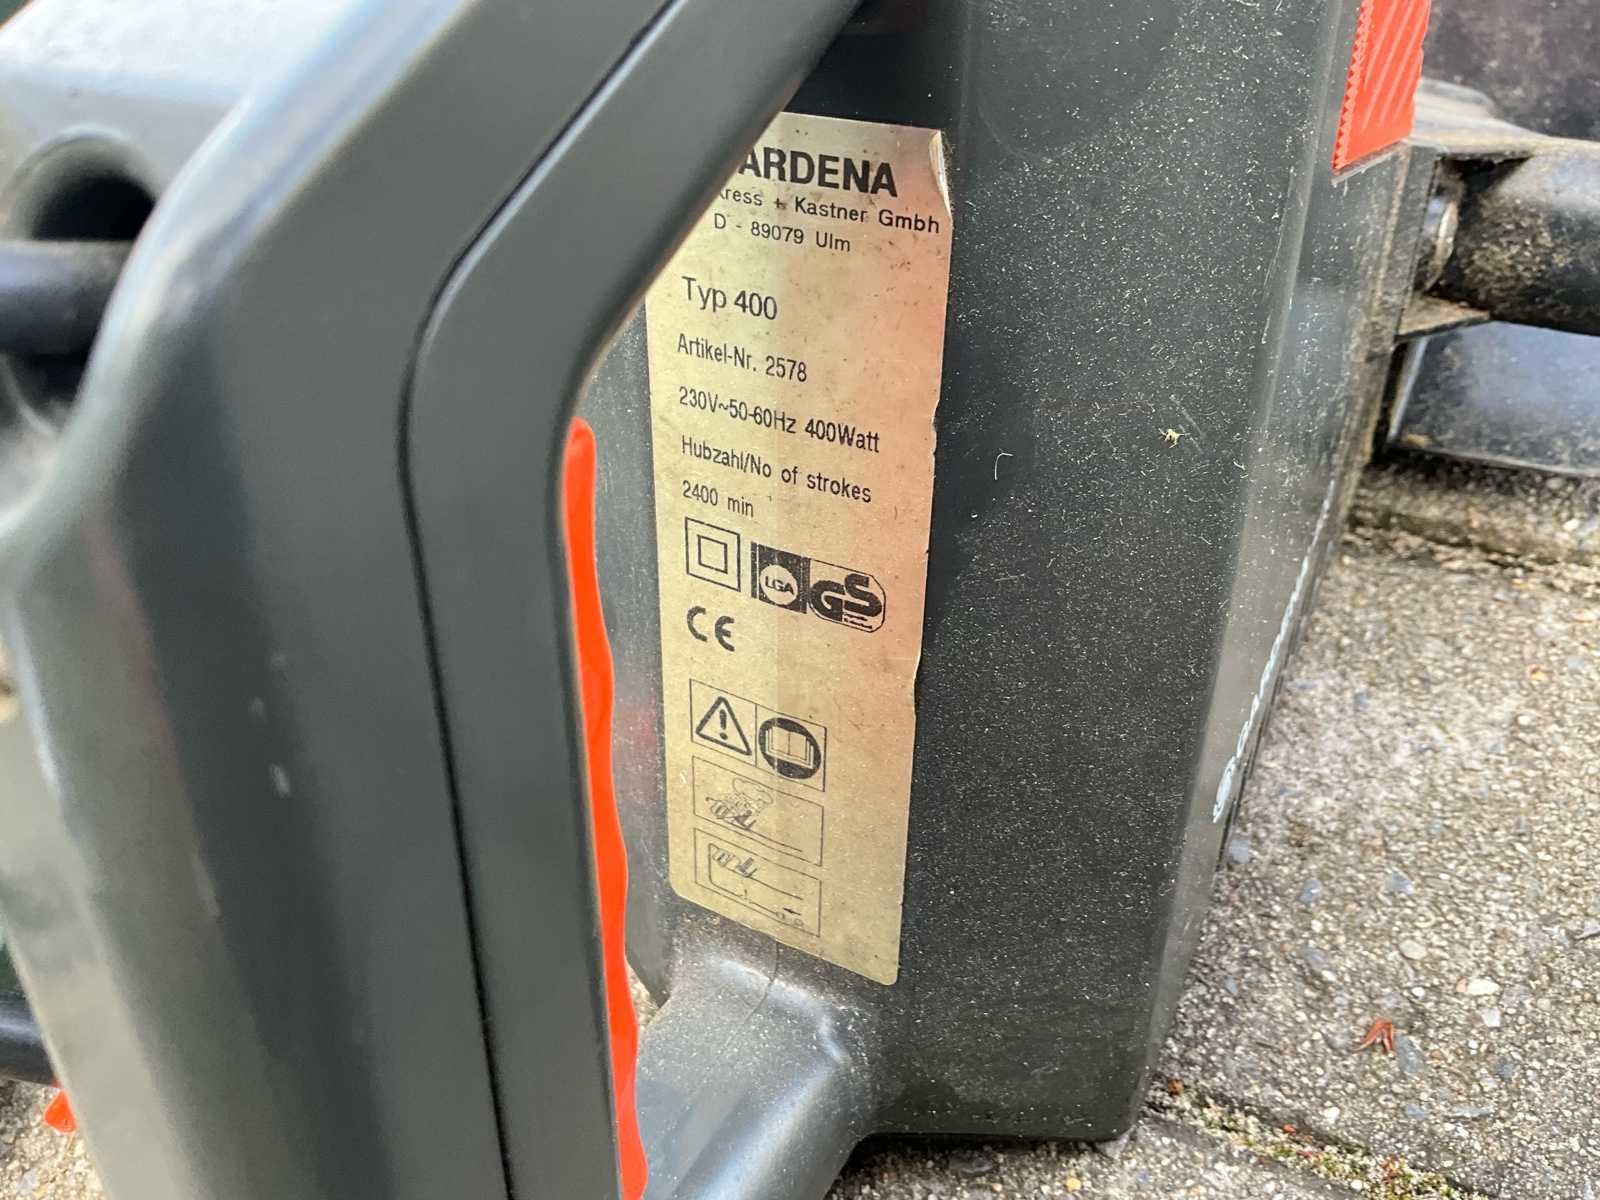 ARDENA
ress + Kastner Gmbh
D - 89079 Ulm
Typ 400
Artikel-Nr. 2578
230V~50-60Hz 400Watt
Hubzahl/No of strokes
2400 min
LGA
GS
CE